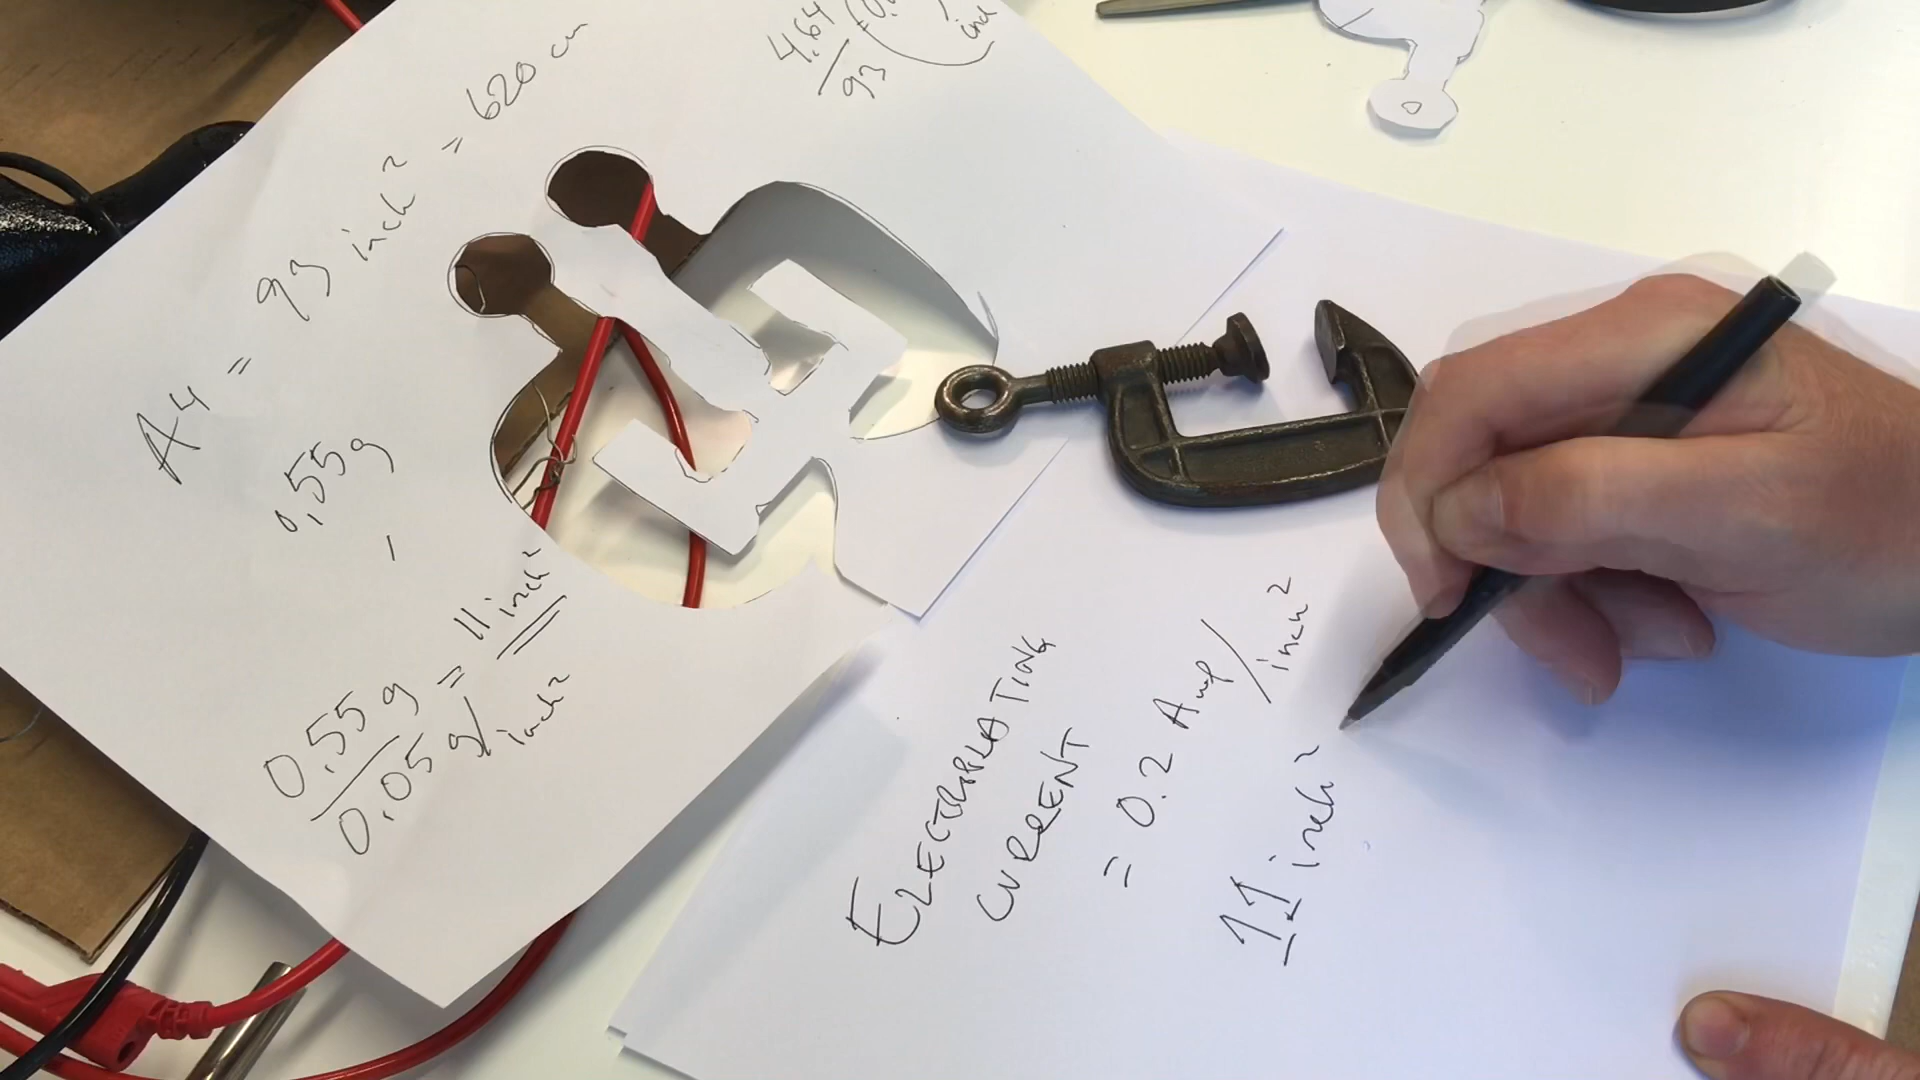 A4 = 93 inch² = 620 cm
4.64
93
inch
0,55g
0.55 g
0.05 g/inch² = 11 inch²
ELECTROPLATING
CURRENT
= 0.2 Amp/inch²
11 inch²